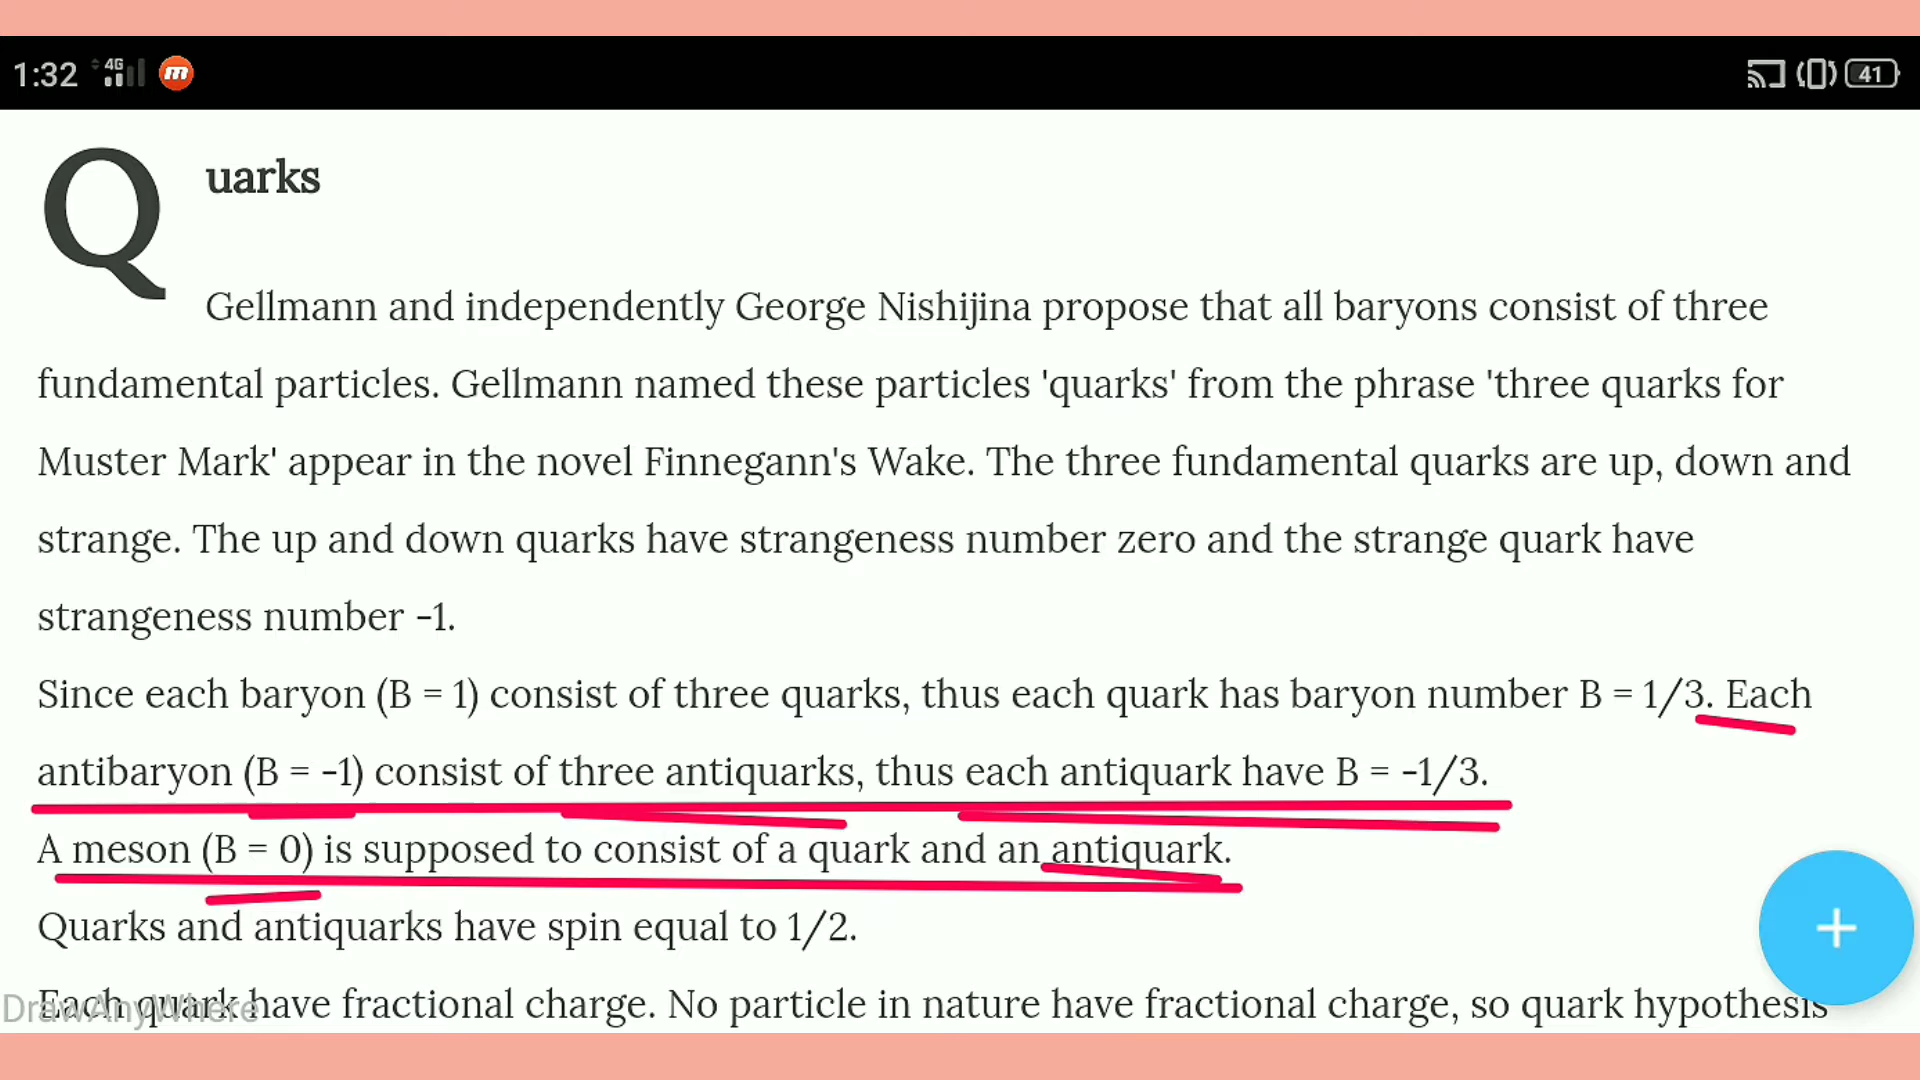 1:32 4G m 41
Quarks
Gellmann and independently George Nishijina propose that all baryons consist of three
fundamental particles. Gellmann named these particles 'quarks' from the phrase 'three quarks for
Muster Mark' appear in the novel Finnegann's Wake. The three fundamental quarks are up, down and
strange. The up and down quarks have strangeness number zero and the strange quark have
strangeness number -1.
Since each baryon (B = 1) consist of three quarks, thus each quark has baryon number B = 1/3. Each
antibaryon (B = -1) consist of three antiquarks, thus each antiquark have B = -1/3.
A meson (B = 0) is supposed to consist of a quark and an antiquark.
Quarks and antiquarks have spin equal to 1/2.
Each quark have fractional charge. No particle in nature have fractional charge, so quark hypothesis
DrawAnyWhere